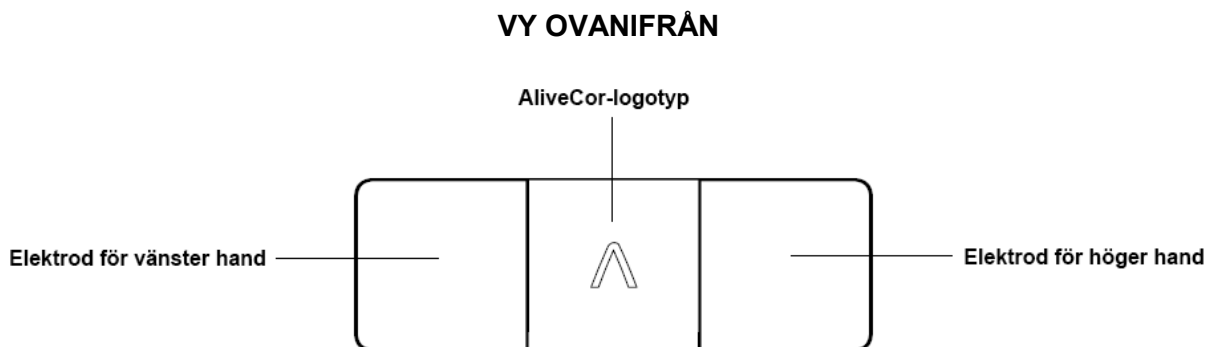 VY OVANIFRÅN
AliveCor-logotyp
Elektrod för vänster hand
Elektrod för höger hand